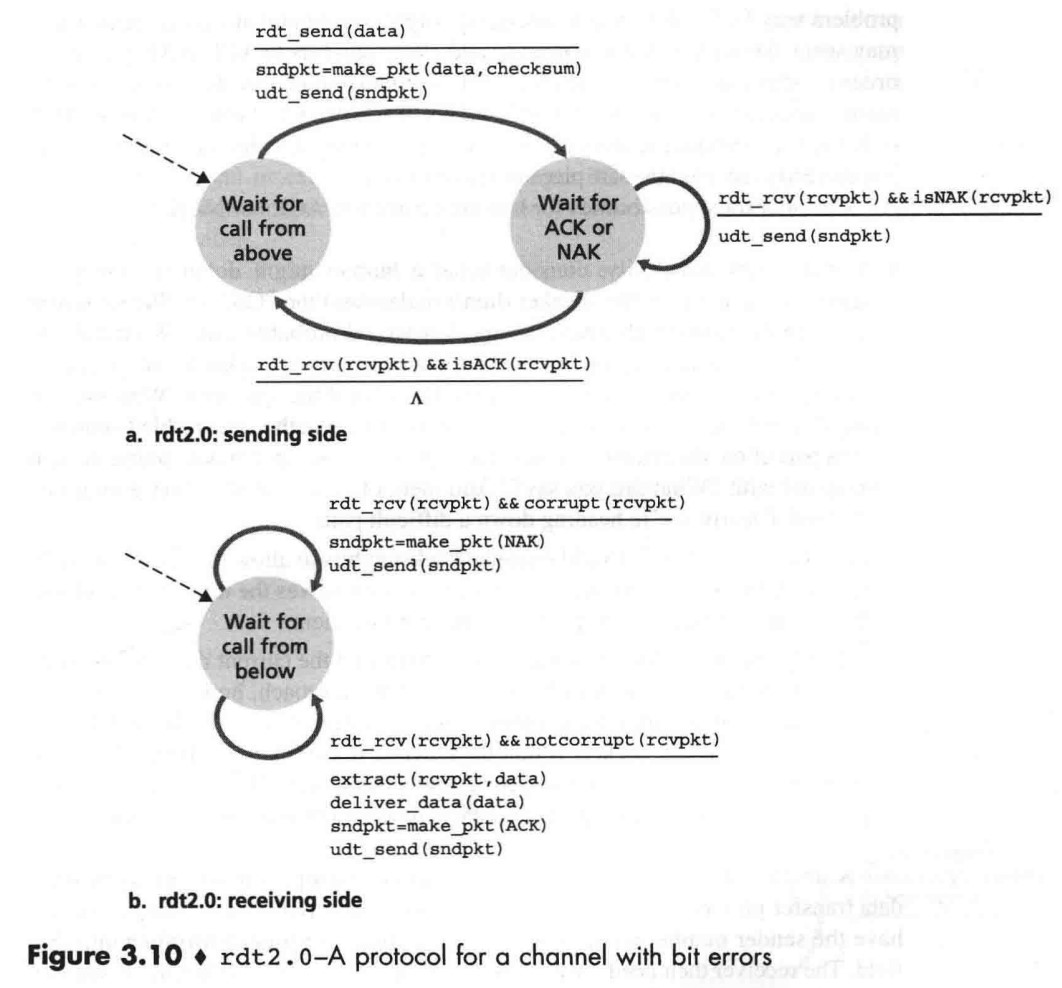 rdt_send(data)
sndpkt=make_pkt(data,checksum)
udt_send(sndpkt)
Wait for
call from
above
Wait for
ACK or
NAK
rdt_rcv(rcvpkt)&&isNAK(rcvpkt)
udt_send(sndpkt)
rdt_rcv(rcvpkt)&&isACK(rcvpkt)
Λ
a. rdt2.0: sending side
rdt_rcv(rcvpkt)&&corrupt(rcvpkt)
sndpkt=make_pkt(NAK)
udt_send(sndpkt)
Wait for
call from
below
rdt_rcv(rcvpkt)&&notcorrupt(rcvpkt)
extract(rcvpkt,data)
deliver_data(data)
sndpkt=make_pkt(ACK)
udt_send(sndpkt)
b. rdt2.0: receiving side
Figure 3.10 ♦ rdt2.0–A protocol for a channel with bit errors